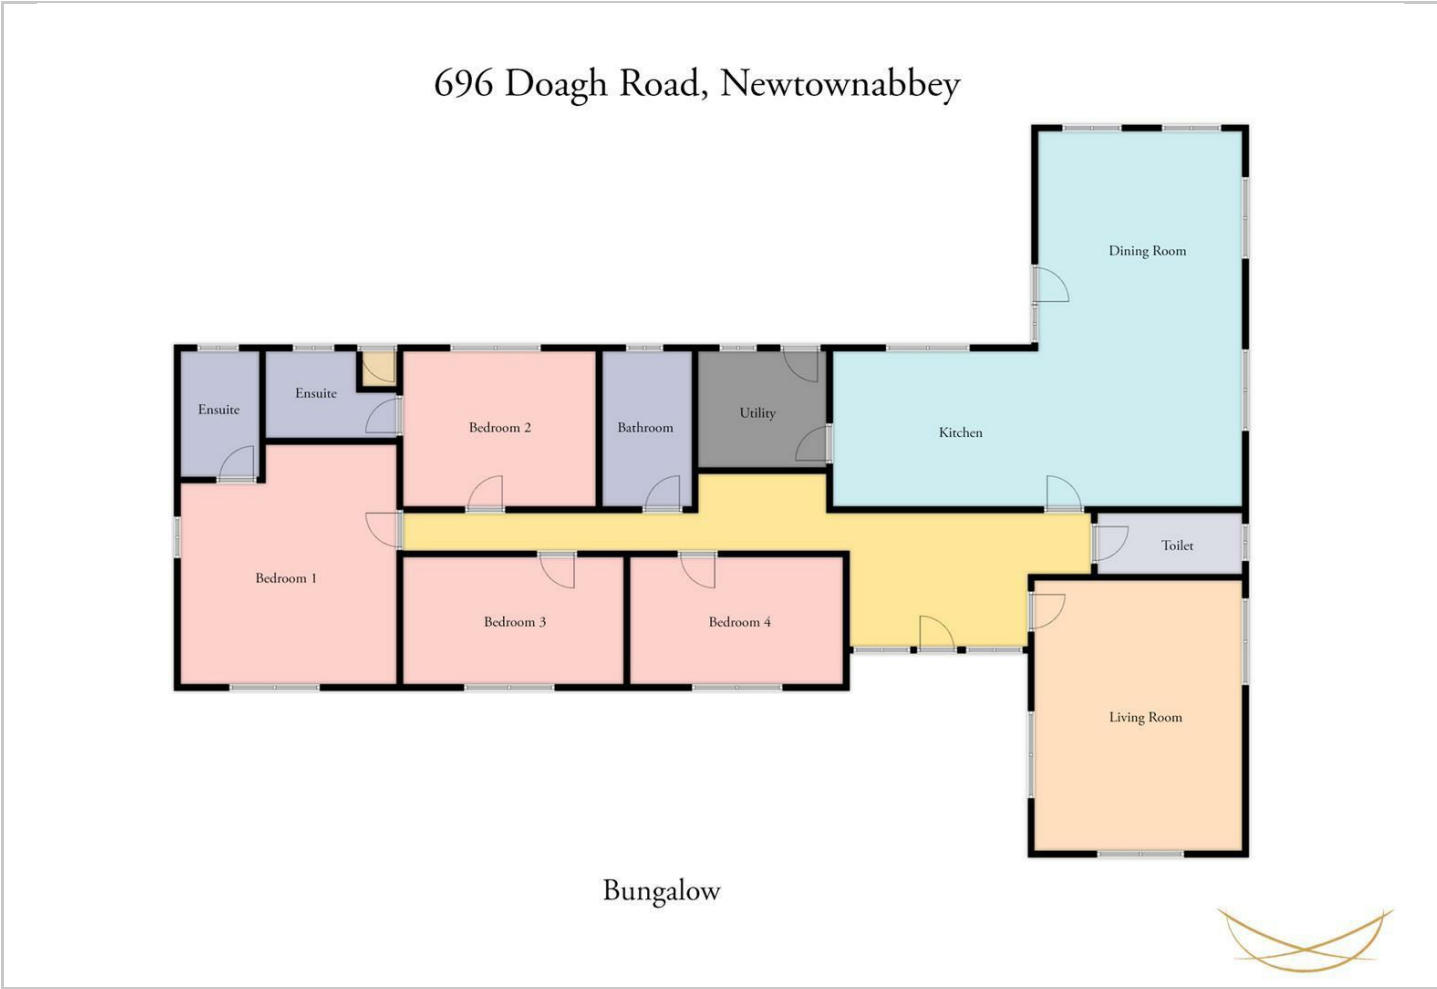 696 Doagh Road, Newtownabbey
Dining Room
Ensuite
Ensuite
Bedroom 2
Bathroom
Utility
Kitchen
Toilet
Bedroom 1
Bedroom 3
Bedroom 4
Living Room
Bungalow